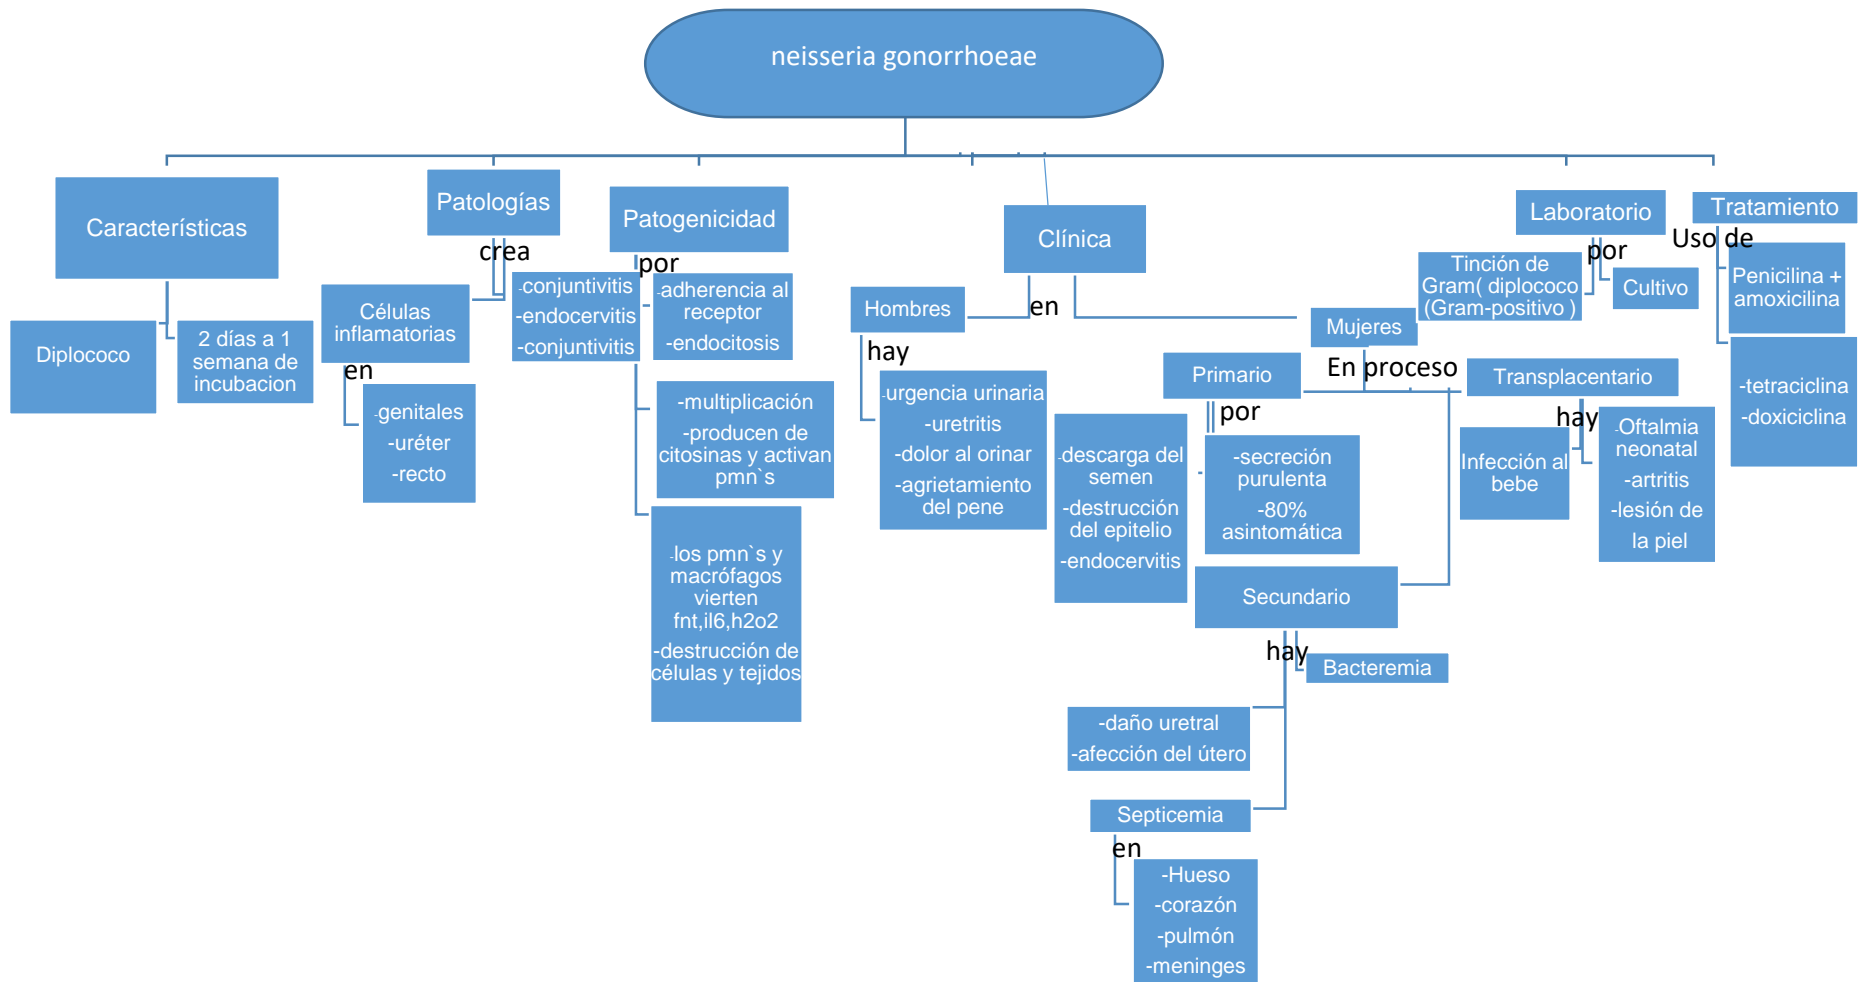 neisseria gonorrhoeae
Características
Diplococo
2 días a 1
semana de
incubacion
Patologías
crea
Células
inflamatorias
en
-genitales
-uréter
-recto
-conjuntivitis
-endocervitis
-conjuntivitis
Patogenicidad
por
-adherencia al
receptor
-endocitosis
-multiplicación
-producen de
citosinas y activan
pmn`s
-los pmn`s y
macrófagos
vierten
fnt,il6,h2o2
-destrucción de
células y tejidos
Clínica
en
Hombres
hay
-urgencia urinaria
-uretritis
-dolor al orinar
-agrietamiento
del pene
Mujeres
En proceso
Primario
por
-descarga del
semen
-destrucción
del epitelio
-endocervitis
-secreción
purulenta
-80%
asintomática
Secundario
hay
Bacteremia
-daño uretral
-afección del útero
Septicemia
en
-Hueso
-corazón
-pulmón
-meninges
Transplacentario
hay
Infección al
bebe
-Oftalmia
neonatal
-artritis
-lesión de
la piel
Laboratorio
por
Tinción de
Gram( diplococo
(Gram-positivo )
Cultivo
Tratamiento
Uso de
Penicilina +
amoxicilina
-tetraciclina
-doxiciclina